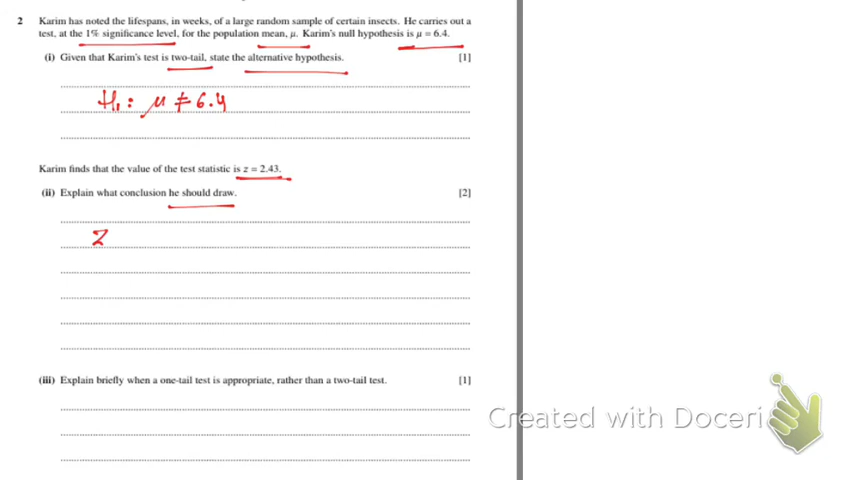 2 Karim has noted the lifespans, in weeks, of a large random sample of certain insects. He carries out a
test, at the 1% significance level, for the population mean, μ. Karim's null hypothesis is μ = 6.4.
(i) Given that Karim's test is two-tail, state the alternative hypothesis. [1]
H₁: μ ≠ 6.4
Karim finds that the value of the test statistic is z = 2.43.
(ii) Explain what conclusion he should draw. [2]
Z
(iii) Explain briefly when a one-tail test is appropriate, rather than a two-tail test. [1]
Created with Doceri